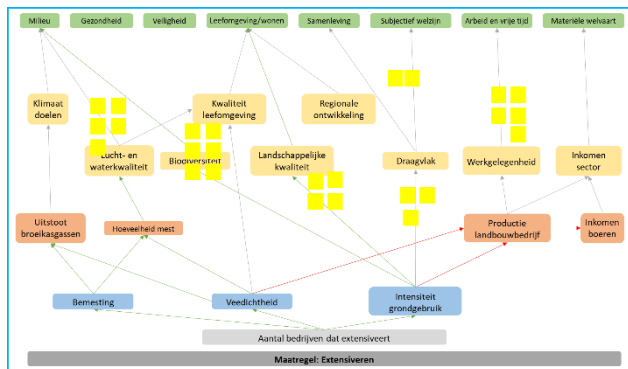 Milieu
Gezondheid
Veiligheid
Leefomgeving/wonen
Samenleving
Subjectief welzijn
Arbeid en vrije tijd
Materiële welvaart
Klimaat
doelen
Kwaliteit
leefomgeving
Regionale
ontwikkeling
Lucht- en
waterkwaliteit
Biodiversiteit
Landschappelijke
kwaliteit
Draagvlak
Werkgelegenheid
Inkomen
sector
Uitstoot
broeikasgassen
Hoeveelheid mest
Productie
landbouwbedrijf
Inkomen
boeren
Bemesting
Veedichtheid
Intensiteit
grondgebruik
Aantal bedrijven dat extensiveert
Maatregel: Extensiveren